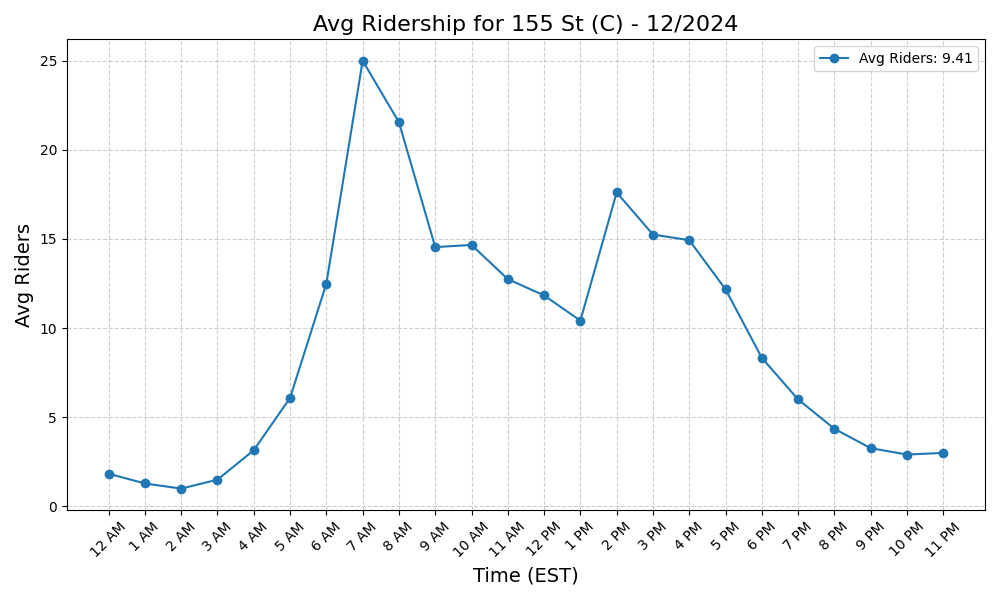 Avg Ridership for 155 St (C) - 12/2024
Avg Riders: 9.41
Avg Riders
25
20
15
10
5
0
12 AM
1 AM
2 AM
3 AM
4 AM
5 AM
6 AM
7 AM
8 AM
9 AM
10 AM
11 AM
12 PM
1 PM
2 PM
3 PM
4 PM
5 PM
6 PM
7 PM
8 PM
9 PM
10 PM
11 PM
Time (EST)